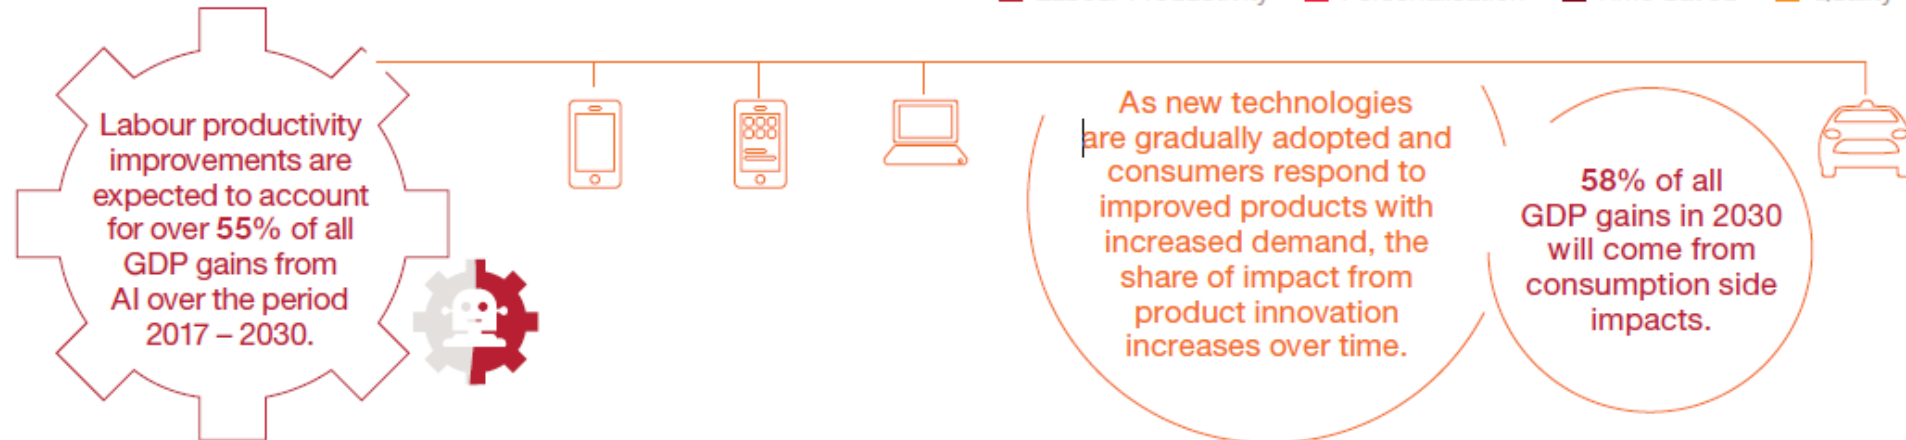 Labour productivity
improvements are
expected to account
for over 55% of all
GDP gains from
AI over the period
2017 – 2030.
As new technologies
are gradually adopted and
consumers respond to
improved products with
increased demand, the
share of impact from
product innovation
increases over time.
58% of all
GDP gains in 2030
will come from
consumption side
impacts.